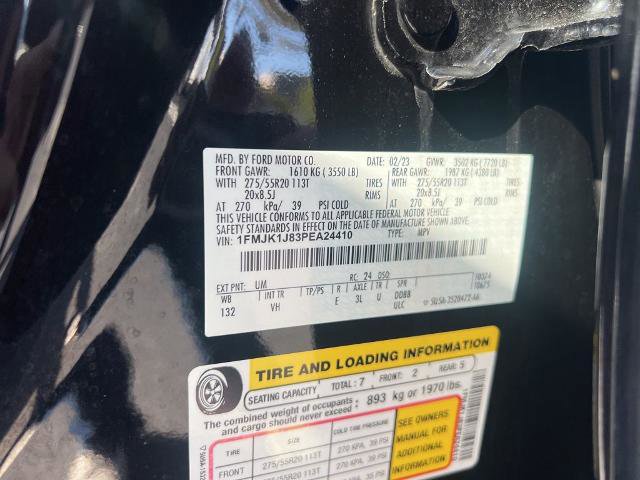 MFD. BY FORD MOTOR CO. DATE: 02/23 GVWR: 3502 KG (7720 LB)
FRONT GAWR: 1610 KG (3550 LB) REAR GAWR: 1987 KG (4380 LB)
WITH 275/55R20 113T TIRES WITH 275/55R20 113T TIRES
20x8.5J RIMS 20x8.5J RIMS
AT 270 kPa/ 39 PSI COLD AT 270 kPa/ 39 PSI COLD
THIS VEHICLE CONFORMS TO ALL APPLICABLE FEDERAL MOTOR VEHICLE
SAFETY STANDARDS IN EFFECT ON THE DATE OF MANUFACTURE SHOWN ABOVE.
VIN: 1FMJK1J83PEA24410 TYPE: MPV
EXT PNT: UM RC: 24 DSO:
WB INT TR TP/PS R AXLE TR SPR
132 VH E 3L U DDBB
ULC
TIRE AND LOADING INFORMATION
SEATING CAPACITY TOTAL: 7 FRONT: 2 REAR: 5
The combined weight of occupants and cargo should never exceed: 893 kg or 1970 lbs.
TIRE SIZE COLD TIRE PRESSURE
FRONT 275/55R20 113T 270 KPA, 39 PSI
275/55R20 113T
SEE OWNERS
MANUAL FOR
ADDITIONAL
INFORMATION